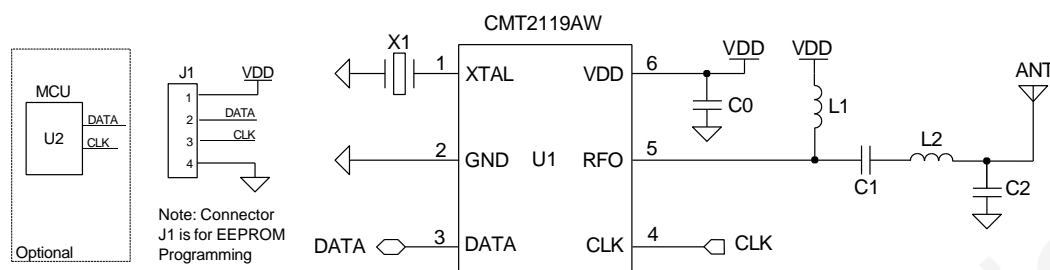 CMT2119AW
MCU
U2
DATA
CLK
Optional
J1
VDD
1
2
DATA
3
CLK
4
Note: Connector
J1 is for EEPROM
Programming
X1
1
XTAL
VDD
6
VDD
C0
VDD
L1
ANT
2
GND
U1
RFO
5
C1
L2
C2
DATA
3
DATA
CLK
4
CLK